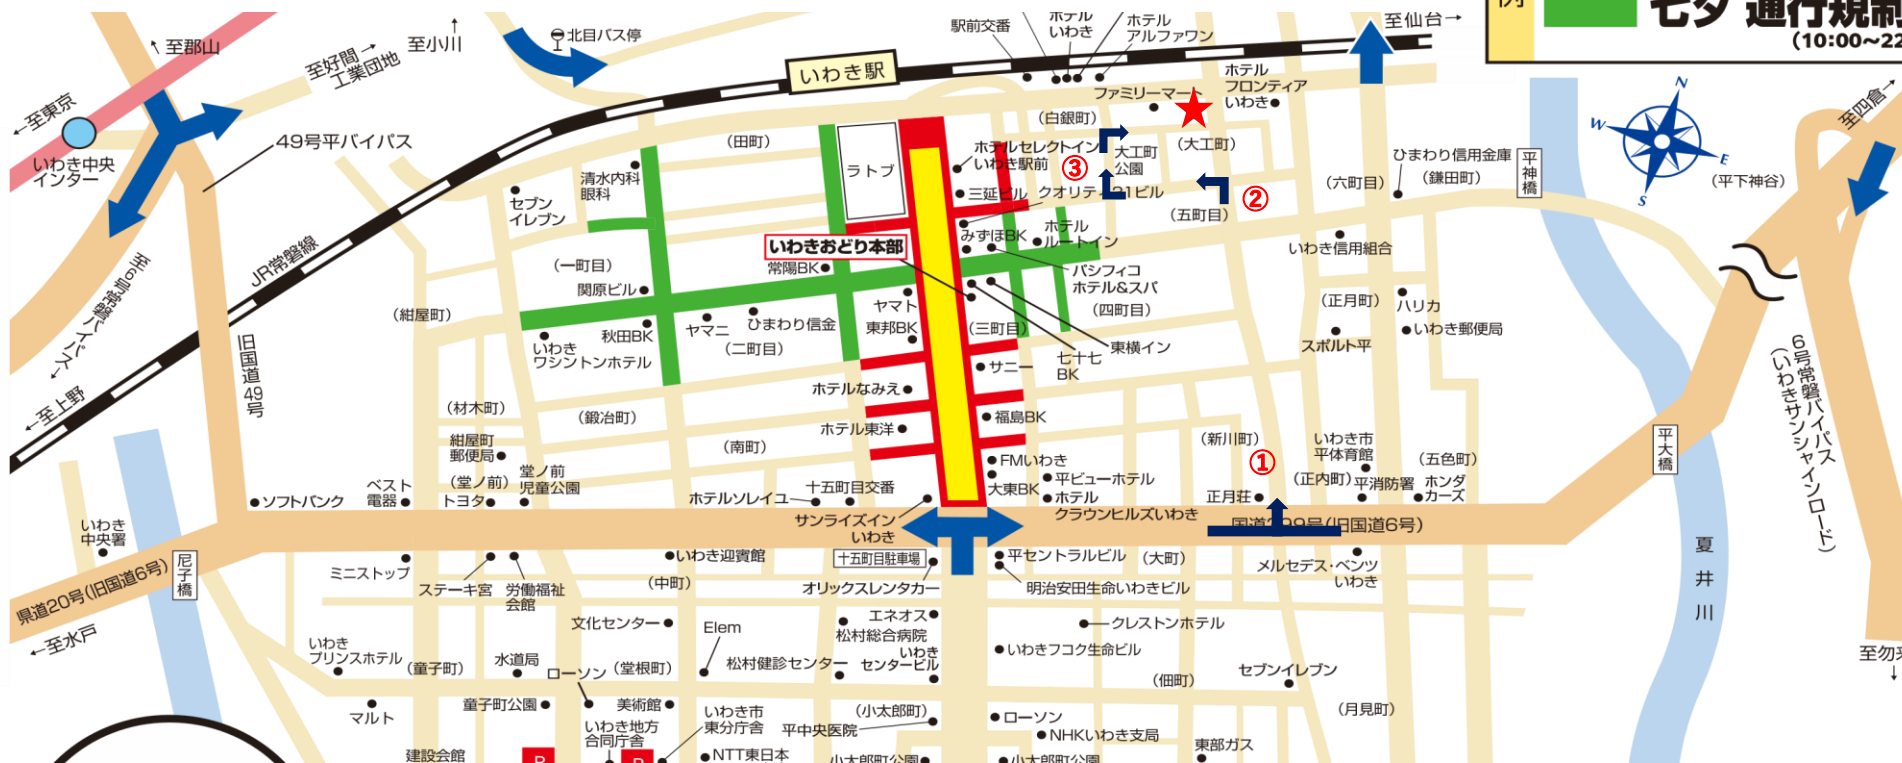 七夕 通行規制
(10:00〜22
至郡山
至小川
至好間
工業団地
北目バス停
駅前交番
ホテル
いわき
ホテル
アルファワン
至仙台
至東京
いわき中央
インター
49号平バイパス
いわき駅
ファミリーマート
ホテル
フロンティア
いわき
(白銀町)
(大工町)
至四倉
N
W
E
S
(田町)
ラトブ
ホテルセレクトイン
いわき駅前
③
大工町
公園
ひまわり信用金庫
(鎌田町)
平神橋
(平下神谷)
清水内科
眼科
セブン
イレブン
三延ビル
クオリティ21ビル
②
(六町目)
(五町目)
JR常磐線
至6号常磐バイパス
いわきおどり本部
みずほBK
ホテル
ルートイン
いわき信用組合
(一町目)
常陽BK
パシフィコ
ホテル&スパ
関原ビル
(紺屋町)
ヤマト
(四町目)
(正月町)
ハリカ
秋田BK
ヤマニ
ひまわり信金
東邦BK
(三町目)
いわき郵便局
いわき
ワシントンホテル
(二町目)
東横イン
七十七
BK
スポルト平
旧国道49号
至上野
サニー
6号常磐バイパス
(いわきサンシャインロード)
ホテルなみえ
(材木町)
(鍛冶町)
福島BK
ホテル東洋
紺屋町
郵便局
(南町)
(新川町)
いわき市
平体育館
平大橋
FMいわき
①
(五色町)
ベスト
電器
(堂ノ前)
トヨタ
堂ノ前
児童公園
ソフトバンク
ホテルソレイユ
十五町目交番
大東BK
平ビューホテル
ホテル
クラウンヒルズいわき
正月荘
(正内町)
平消防署
ホンダ
カーズ
サンライズイン
いわき
国道399号(旧国道6号)
いわき
中央署
尼子橋
県道20号(旧国道6号)
至水戸
ミニストップ
ステーキ宮
労働福祉
会館
いわき迎賓館
十五町目駐車場
平セントラルビル
(大町)
メルセデス・ベンツ
いわき
夏井川
(中町)
オリックスレンタカー
明治安田生命いわきビル
文化センター
Elem
エネオス
松村総合病院
クレストンホテル
いわき
センタービル
いわきフコク生命ビル
至勿来
いわき
プリンスホテル
(童子町)
水道局
ローソン
(堂根町)
松村健診センター
セブンイレブン
(佃町)
マルト
童子町公園
美術館
いわき市
東分庁舎
(小太郎町)
平中央医院
ローソン
(月見町)
いわき地方
合同庁舎
NHKいわき支局
建設会館
P
P
NTT東日本
小太郎町公園
小太郎町公園
東部ガス